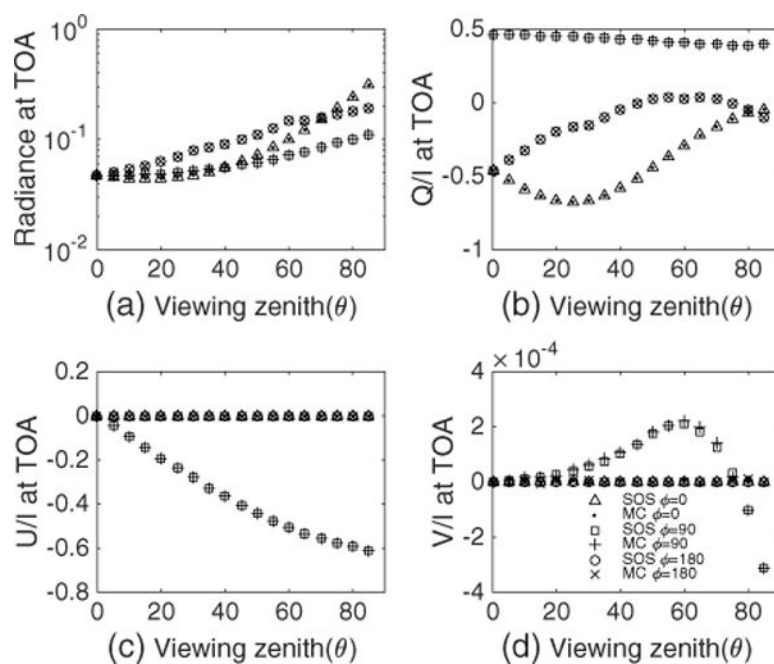 Radiance at TOA
10^0
10^-1
10^-2
0 20 40 60 80
(a) Viewing zenith(θ)
Q/I at TOA
0.5
0
-0.5
-1
0 20 40 60 80
(b) Viewing zenith(θ)
U/I at TOA
0.2
0
-0.2
-0.4
-0.6
-0.8
0 20 40 60 80
(c) Viewing zenith(θ)
V/I at TOA
× 10^-4
4
2
0
-2
-4
0 20 40 60 80
SOS ϕ=0
MC ϕ=0
SOS ϕ=90
MC ϕ=90
SOS ϕ=180
MC ϕ=180
(d) Viewing zenith(θ)